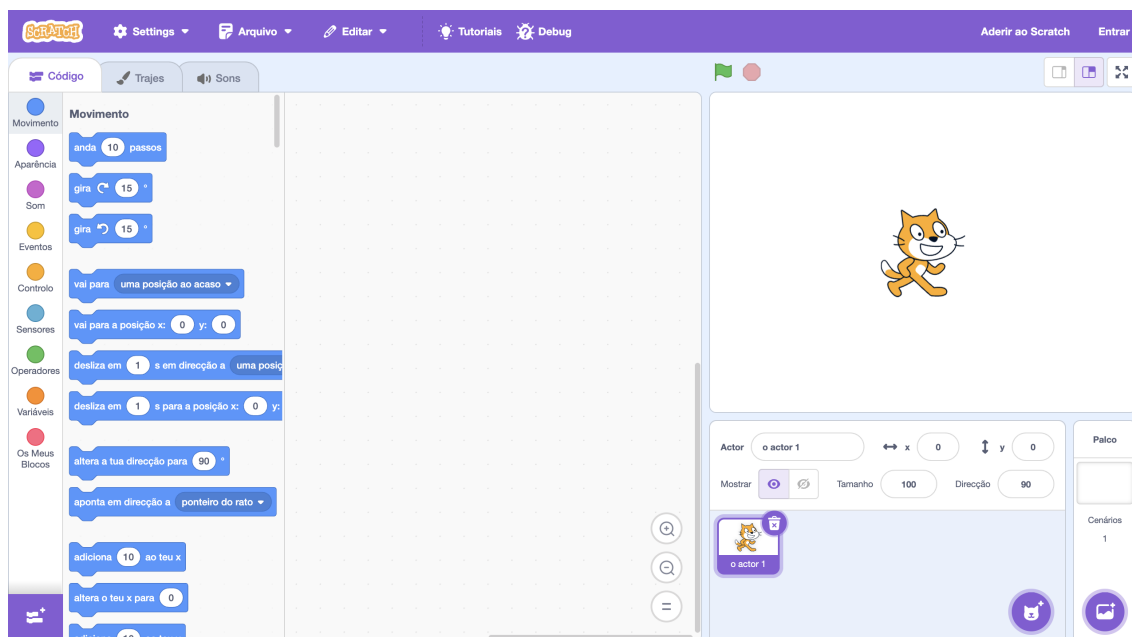 SCRATCH
Settings
Arquivo
Editar
Tutoriais
Debug
Aderir ao Scratch
Entrar
Código
Trajes
Sons
Movimento
Aparência
Som
Eventos
Controlo
Sensores
Operadores
Variáveis
Os Meus
Blocos
Movimento
anda 10 passos
gira 15 °
gira 15 °
vai para uma posição ao acaso
vai para a posição x: 0 y: 0
desliza em 1 s em direcção a uma posiç
desliza em 1 s para a posição x: 0 y:
altera a tua direcção para 90 °
aponta em direcção a ponteiro do rato
adiciona 10 ao teu x
altera o teu x para 0
Actor o actor 1 x 0 y 0
Mostrar Tamanho 100 Direcção 90
o actor 1
Palco
Cenários
1